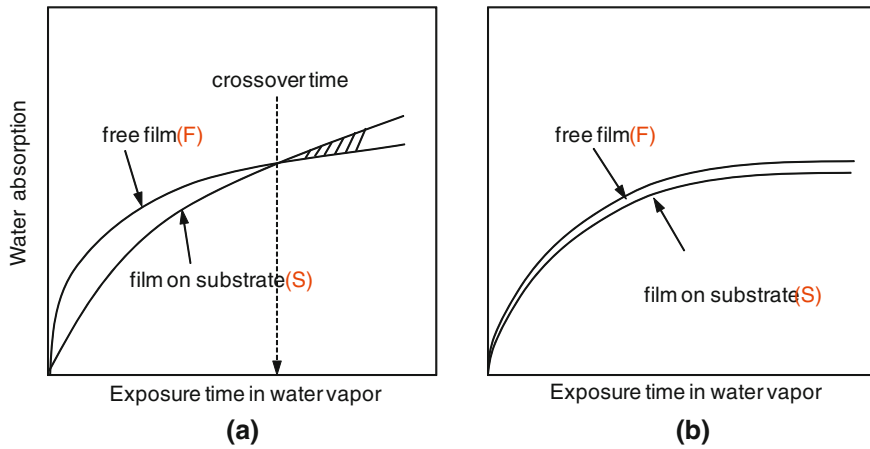 Water absorption
crossover time
free film(F)
film on substrate(S)
Exposure time in water vapor
(a)
free film(F)
film on substrate(S)
Exposure time in water vapor
(b)